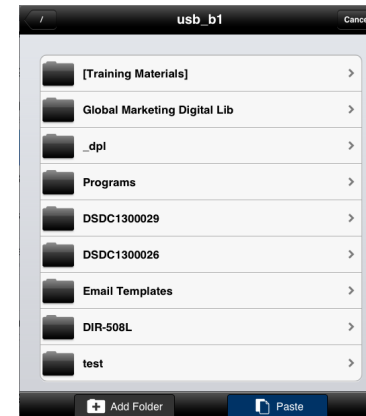 / usb_b1 Cance
[Training Materials]
Global Marketing Digital Lib
_dpl
Programs
DSDC1300029
DSDC1300026
Email Templates
DIR-508L
test
Add Folder Paste